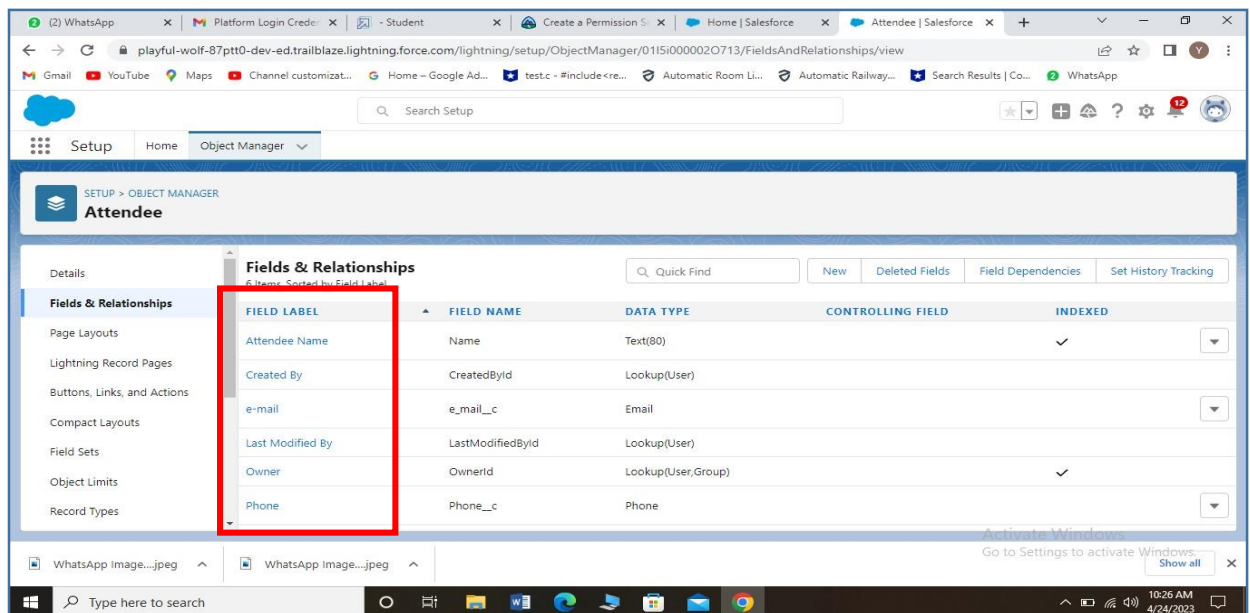 (2) WhatsApp
Platform Login Creder
- Student
Create a Permission S
Home | Salesforce
Attendee | Salesforce
playful-wolf-87ptt0-dev-ed.trailblaze.lightning.force.com/lightning/setup/ObjectManager/01I5i000002O713/FieldsAndRelationships/view
Y
Gmail YouTube Maps Channel customizat... Home – Google Ad... test.c - #include<re... Automatic Room Li... Automatic Railway... Search Results | Co... WhatsApp
Search Setup
12
Setup Home Object Manager
SETUP > OBJECT MANAGER
Attendee
Details
Fields & Relationships
Page Layouts
Lightning Record Pages
Buttons, Links, and Actions
Compact Layouts
Field Sets
Object Limits
Record Types
Fields & Relationships
6 Items, Sorted by Field Label
Quick Find New Deleted Fields Field Dependencies Set History Tracking
FIELD LABEL FIELD NAME DATA TYPE CONTROLLING FIELD INDEXED
Attendee Name Name Text(80)
Created By CreatedById Lookup(User)
e-mail e_mail__c Email
Last Modified By LastModifiedById Lookup(User)
Owner OwnerId Lookup(User,Group)
Phone Phone__c Phone
Activate Windows
Go to Settings to activate Windows.
WhatsApp Image....jpeg WhatsApp Image....jpeg Show all
Type here to search
10:26 AM
4/24/2023